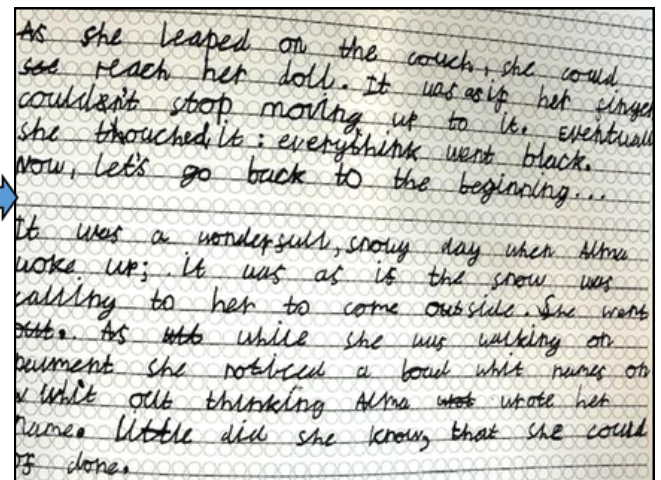 As she leaped on the couch, she could
see reach her doll. It was as if her finger
couldn't stop moving up to it. Eventuall
she thouched it: everythink went black.
Now, let's go back to the beginning...
It was a wonderfull, snowy day when Alma
woke up; it was as if the snow was
calling to her to come outside. She went
out. As while she was walking on
pavment she noticed a boad whit names on
whit out thinking Alma wrote her
name. Little did she know, that she could
of done.